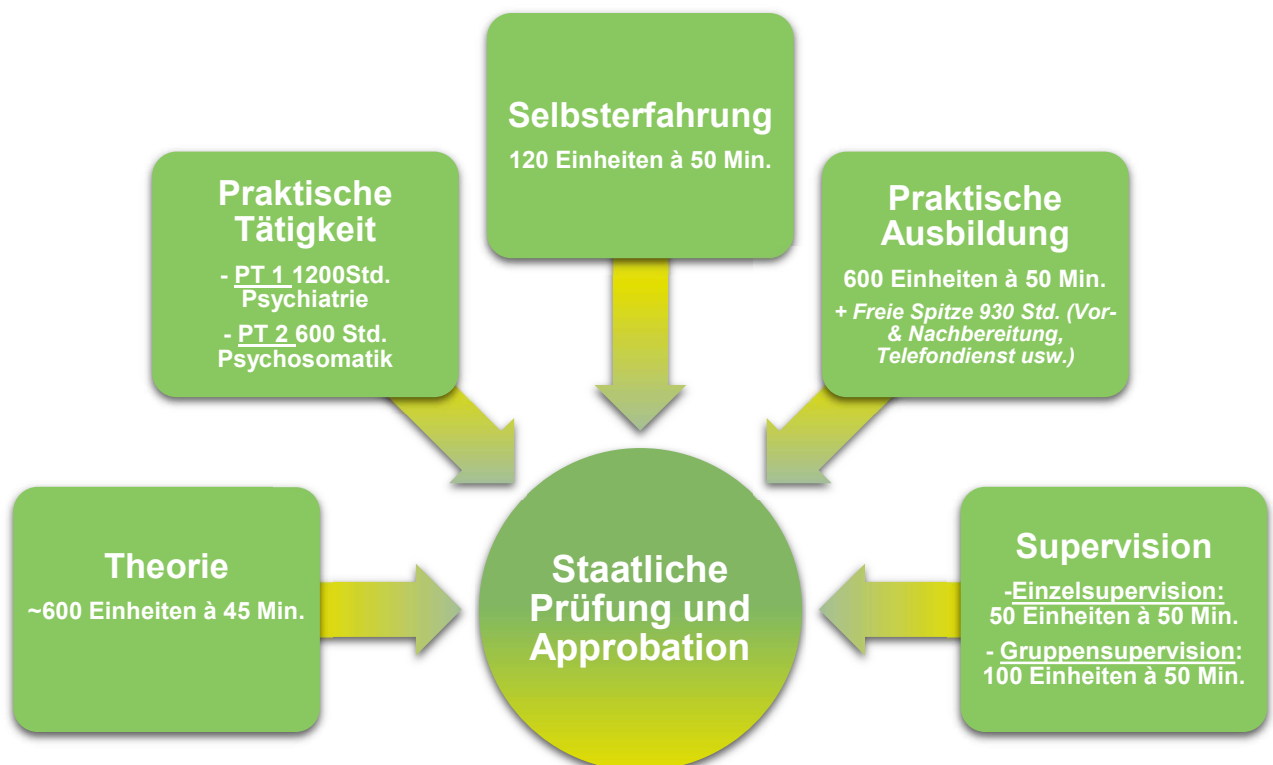 Selbsterfahrung
120 Einheiten à 50 Min.
Praktische
Tätigkeit
- PT 1 1200Std.
Psychiatrie
- PT 2 600 Std.
Psychosomatik
Praktische
Ausbildung
600 Einheiten à 50 Min.
+ Freie Spitze 930 Std. (Vor-
& Nachbereitung,
Telefondienst usw.)
Theorie
~600 Einheiten à 45 Min.
Staatliche
Prüfung und
Approbation
Supervision
-Einzelsupervision:
50 Einheiten à 50 Min.
- Gruppensupervision:
100 Einheiten à 50 Min.